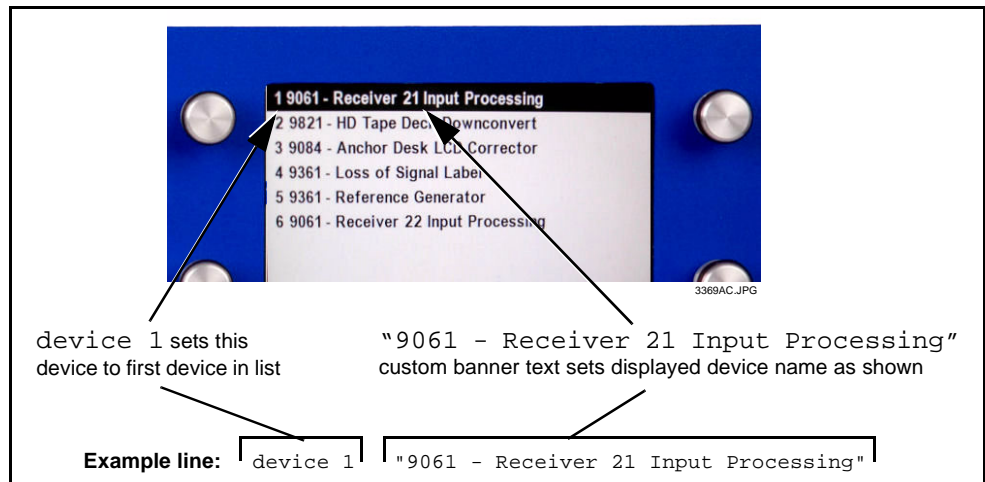 1 9061 - Receiver 21 Input Processing
2 9821 - HD Tape Deck Downconvert
3 9084 - Anchor Desk LCD Corrector
4 9361 - Loss of Signal Label
5 9361 - Reference Generator
6 9061 - Receiver 22 Input Processing
3369AC.JPG
device 1 sets this
device to first device in list
“9061 - Receiver 21 Input Processing”
custom banner text sets displayed device name as shown
Example line: device 1 "9061 - Receiver 21 Input Processing"